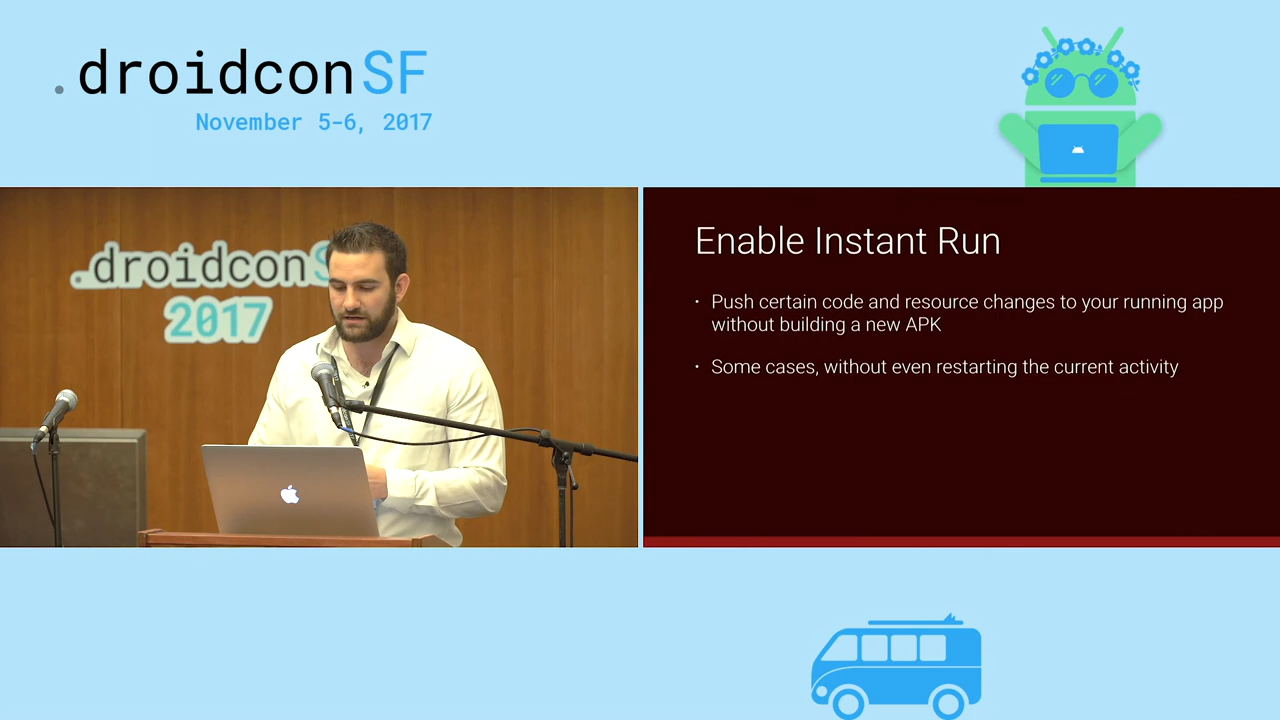 .droidconSF
November 5-6, 2017
.droidconS
2017
Enable Instant Run
• Push certain code and resource changes to your running app
without building a new APK
• Some cases, without even restarting the current activity